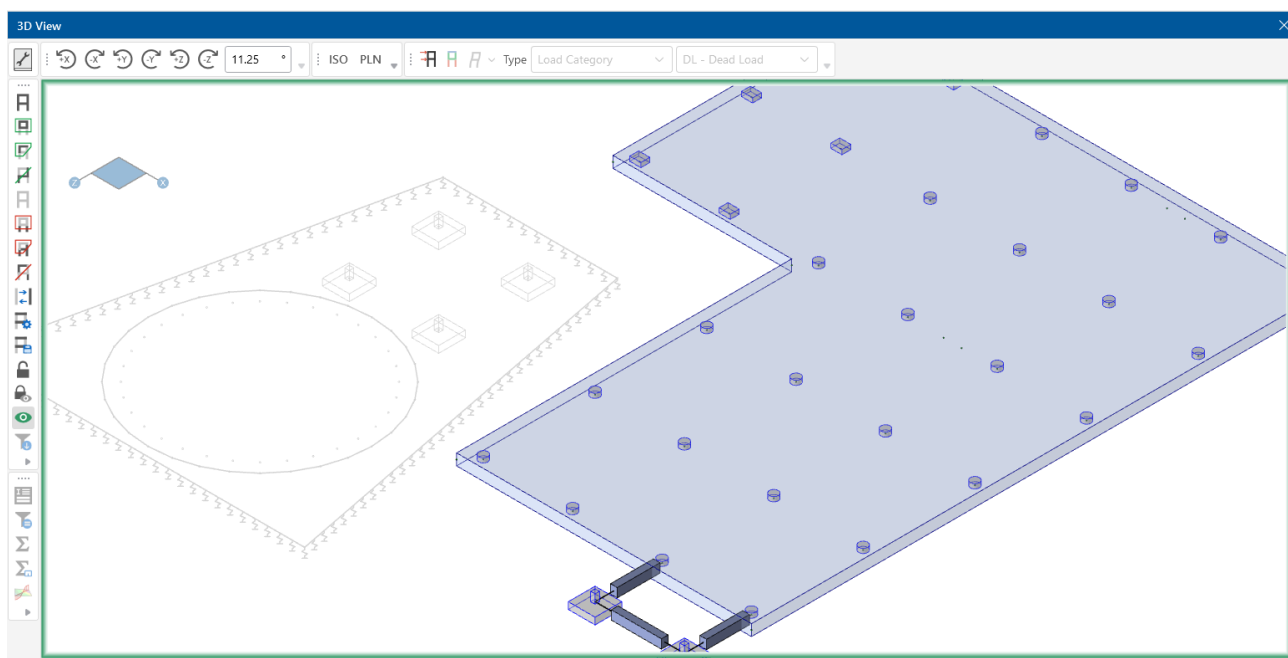 3D View
+X -X +Y -Y +Z -Z 11.25 ° ISO PLN Type Load Category DL - Dead Load
Z X